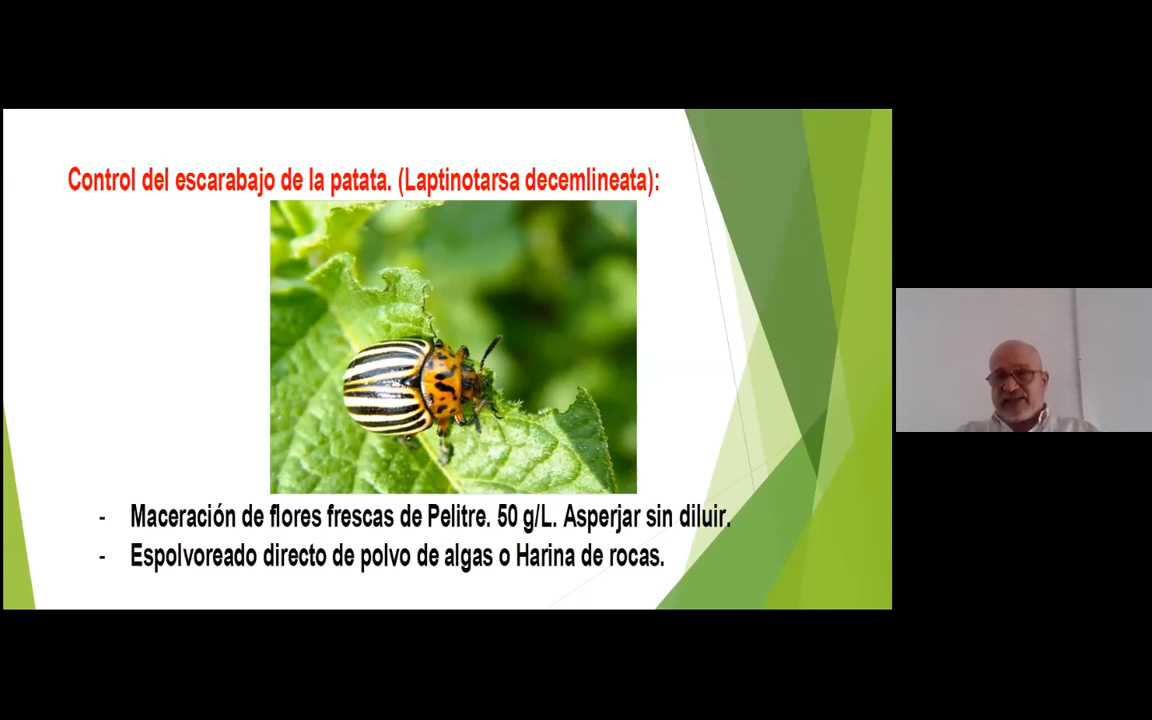 Control del escarabajo de la patata. (Laptinotarsa decemlineata):
- Maceración de flores frescas de Pelitre. 50 g/L. Asperjar sin diluir.
- Espolvoreado directo de polvo de algas o Harina de rocas.